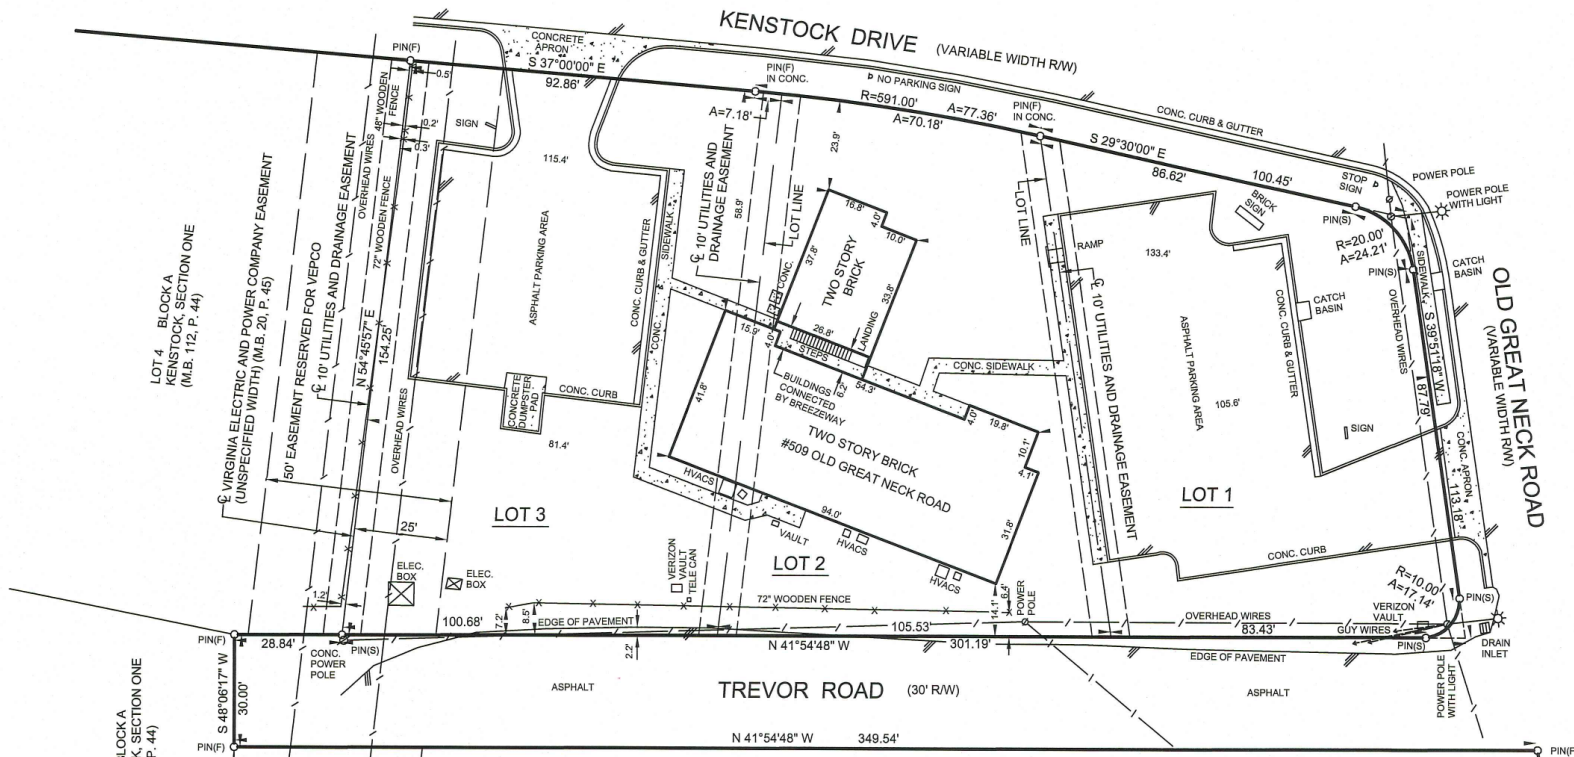 KENSTOCK DRIVE (VARIABLE WIDTH R/W)
CONCRETE
APRON
PIN(F)
S 37°00'00" E
92.86'
0.5'
48" WOODEN
FENCE
0.2'
0.3'
SIGN
PIN(F)
IN CONC.
NO PARKING SIGN
R=591.00'
A=77.36'
A=7.18'
A=70.18'
PIN(F)
IN CONC.
CONC. CURB & GUTTER
S 29°30'00" E
86.62'
100.45'
STOP
SIGN
POWER POLE
POWER POLE
WITH LIGHT
PIN(S)
BRICK
SIGN
R=20.00'
A=24.21'
PIN(S)
SIDEWALK
CATCH
BASIN
OLD GREAT NECK ROAD
(VARIABLE WIDTH R/W)
LOT 4 BLOCK A
KENSTOCK, SECTION ONE
(M.B. 112, P. 44)
℄ VIRGINIA ELECTRIC AND POWER COMPANY EASEMENT
(UNSPECIFIED WIDTH) (M.B. 20, P. 45)
50' EASEMENT RESERVED FOR VEPCO
℄ 10' UTILITIES AND DRAINAGE EASEMENT
OVERHEAD WIRES
72" WOODEN FENCE
N 54°45'57" E
154.25'
OVERHEAD WIRES
25'
115.4'
ASPHALT PARKING AREA
CONC. CURB & GUTTER
SIDEWALK
CONC.
CONC. CURB
CONCRETE
DUMPSTER
PAD
81.4'
LOT 3
℄ 10' UTILITIES AND
DRAINAGE EASEMENT
58.9'
LOT LINE
23.9'
16.8'
4.0'
10.0'
37.8'
TWO STORY
BRICK
33.8'
CONC.
26.8'
LANDING
STEPS
15.9'
4.0'
6.2'
54.3'
BUILDINGS
CONNECTED
BY BREEZEWAY
CONC. SIDEWALK
4.0'
19.8'
10.1'
4.1'
41.8'
TWO STORY BRICK
#509 OLD GREAT NECK ROAD
94.0'
31.8'
HVACS
VAULT
HVACS
HVACS
LOT 2
LOT LINE
RAMP
℄ 10' UTILITIES AND DRAINAGE EASEMENT
133.4'
ASPHALT PARKING AREA
105.6'
CONC. CURB & GUTTER
CATCH
BASIN
OVERHEAD WIRES
S 39°51'18" W
87.79'
SIGN
CONC. APRON
113.18'
LOT 1
CONC. CURB
R=10.00'
A=17.14'
PIN(S)
VERIZON
VAULT
GUY WIRES
PIN(S)
DRAIN
INLET
ELEC.
BOX
ELEC.
BOX
VERIZON
VAULT
TELE CAN
1.2'
72" WOODEN FENCE
7.2'
8.5'
14.1'
6.4'
POWER
POLE
OVERHEAD WIRES
PIN(F)
28.84'
CONC.
POWER
POLE
PIN(S)
100.68'
EDGE OF PAVEMENT
2.2'
105.53'
N 41°54'48" W
301.19'
83.43'
EDGE OF PAVEMENT
POWER POLE
WITH LIGHT
S 48°06'17" W
30.00'
ASPHALT
TREVOR ROAD (30' R/W)
ASPHALT
PIN(F)
N 41°54'48" W 349.54'
PIN(F)
LOCK A
K, SECTION ONE
P. 44)